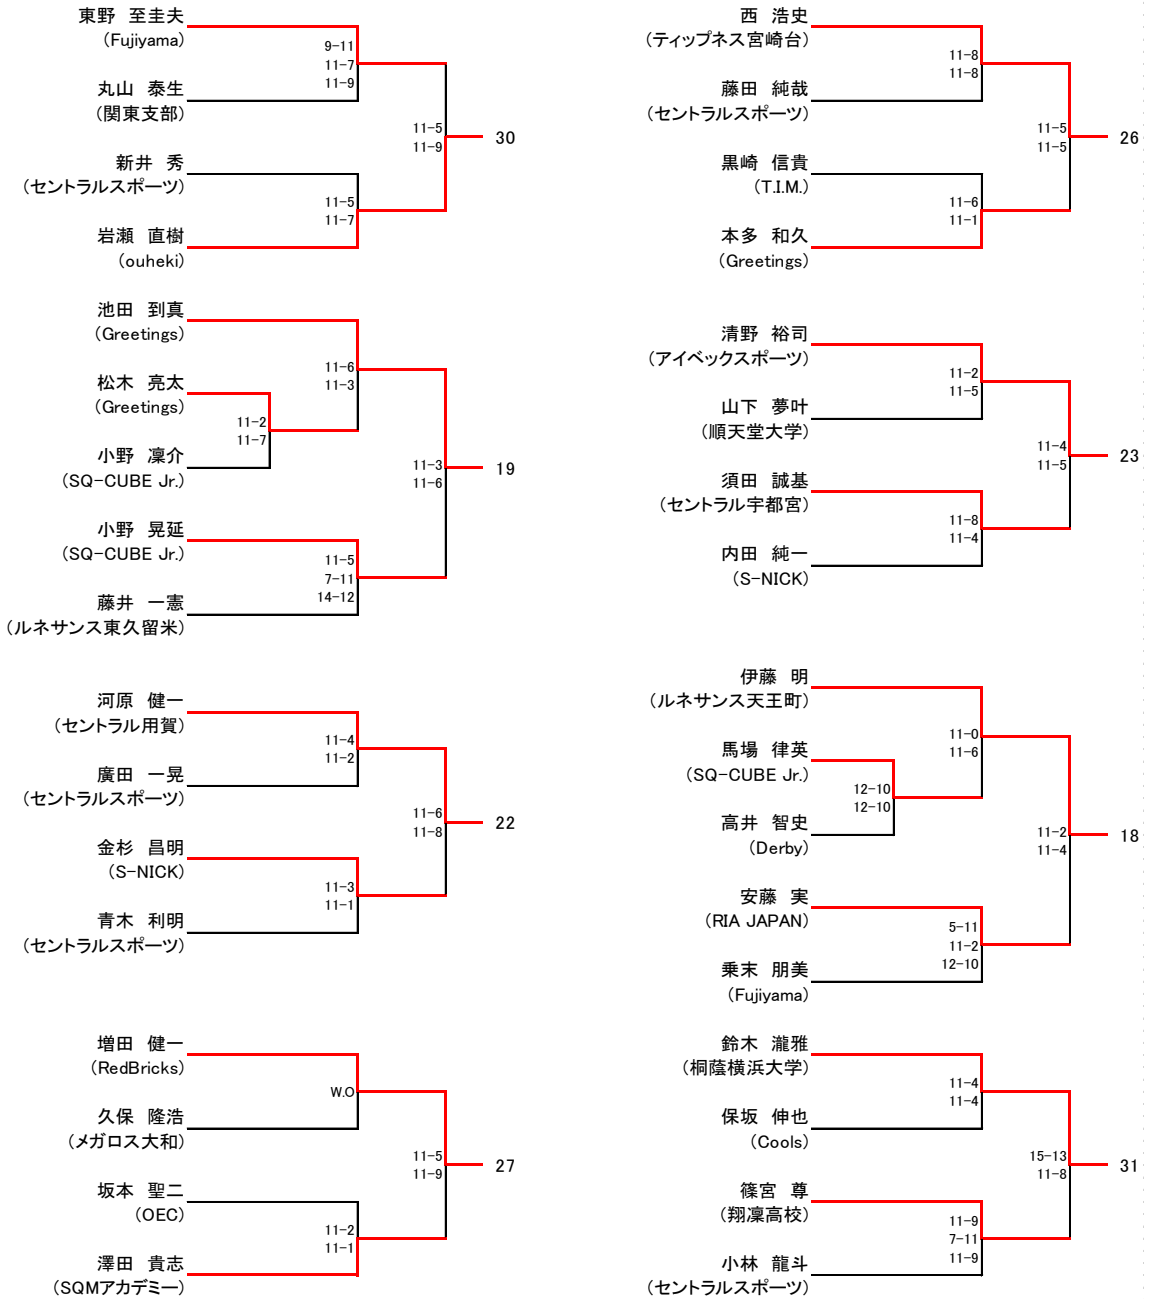 東野 至圭夫
(Fujiyama)
9-11
11-7
11-9
丸山 泰生
(関東支部)
11-5
11-9
30
新井 秀
(セントラルスポーツ)
11-5
11-7
岩瀬 直樹
(ouheki)
池田 到真
(Greetings)
11-6
11-3
松木 亮太
(Greetings)
11-2
11-7
小野 凜介
(SQ-CUBE Jr.)
11-3
11-6
19
小野 晃延
(SQ-CUBE Jr.)
11-5
7-11
14-12
藤井 一憲
(ルネサンス東久留米)
河原 健一
(セントラル用賀)
11-4
11-2
廣田 一晃
(セントラルスポーツ)
11-6
11-8
22
金杉 昌明
(S-NICK)
11-3
11-1
青木 利明
(セントラルスポーツ)
増田 健一
(RedBricks)
W.O
久保 隆浩
(メガロス大和)
11-5
11-9
27
坂本 聖二
(OEC)
11-2
11-1
澤田 貴志
(SQMアカデミー)
西 浩史
(ティップネス宮崎台)
11-8
11-8
藤田 純哉
(セントラルスポーツ)
11-5
11-5
26
黒崎 信貴
(T.I.M.)
11-6
11-1
本多 和久
(Greetings)
清野 裕司
(アイベックスポーツ)
11-2
11-5
山下 夢叶
(順天堂大学)
11-4
11-5
23
須田 誠基
(セントラル宇都宮)
11-8
11-4
内田 純一
(S-NICK)
伊藤 明
(ルネサンス天王町)
11-0
11-6
馬場 律英
(SQ-CUBE Jr.)
12-10
12-10
高井 智史
(Derby)
11-2
11-4
18
安藤 実
(RIA JAPAN)
5-11
11-2
12-10
乗末 朋美
(Fujiyama)
鈴木 瀧雅
(桐蔭横浜大学)
11-4
11-4
保坂 伸也
(Cools)
15-13
11-8
31
篠宮 尊
(翔凜高校)
11-9
7-11
11-9
小林 龍斗
(セントラルスポーツ)